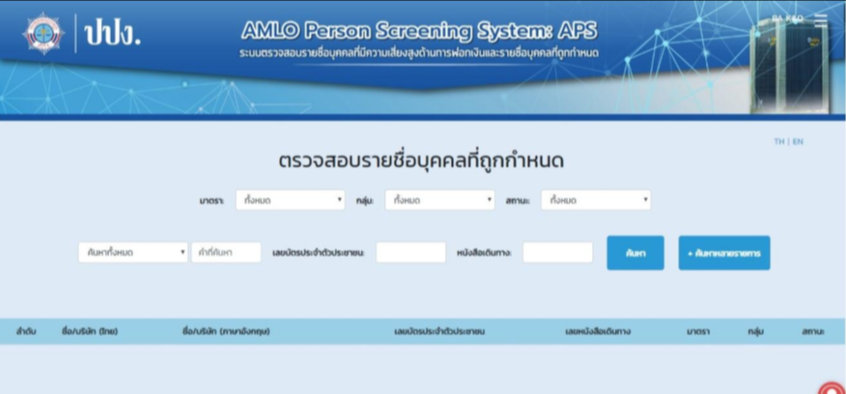 ปปง.
AMLO Person Screening System: APS
ระบบตรวจสอบรายชื่อบุคคลที่มีความเสี่ยงสูงด้านการฟอกเงินและรายชื่อบุคคลที่ถูกกำหนด
TH | EN
ตรวจสอบรายชื่อบุคคลที่ถูกกำหนด
มาตรา: ทั้งหมด กลุ่ม: ทั้งหมด สถานะ: ทั้งหมด
ค้นหาทั้งหมด คำที่ค้นหา เลขบัตรประจำตัวประชาชน: หนังสือเดินทาง: ค้นหา + ค้นหาหลายรายการ
ลำดับ ชื่อ/บริษัท (ไทย) ชื่อ/บริษัท (ภาษาอังกฤษ) เลขบัตรประจำตัวประชาชน เลขหนังสือเดินทาง มาตรา กลุ่ม สถานะ